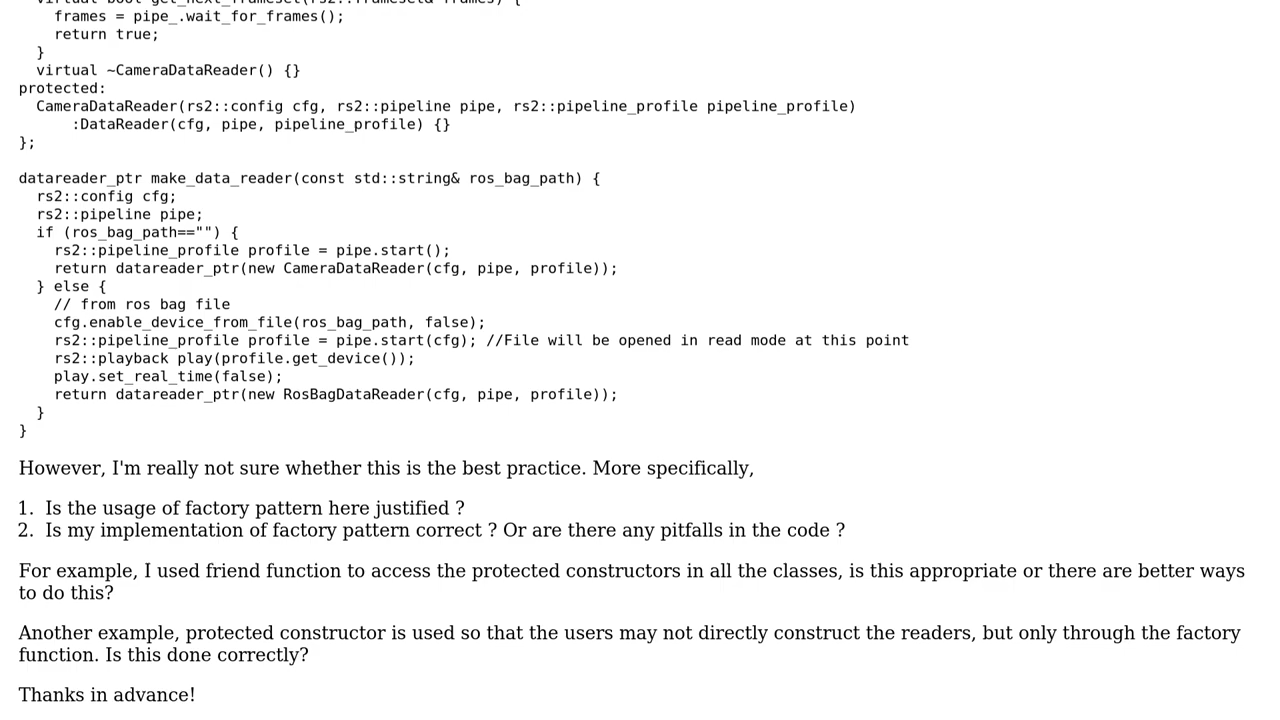 virtual bool get_next_frameset(rs2::frameset& frames) {
frames = pipe_.wait_for_frames();
return true;
}
virtual ~CameraDataReader() {}
protected:
CameraDataReader(rs2::config cfg, rs2::pipeline pipe, rs2::pipeline_profile pipeline_profile)
:DataReader(cfg, pipe, pipeline_profile) {}
};
datareader_ptr make_data_reader(const std::string& ros_bag_path) {
rs2::config cfg;
rs2::pipeline pipe;
if (ros_bag_path=="") {
rs2::pipeline_profile profile = pipe.start();
return datareader_ptr(new CameraDataReader(cfg, pipe, profile));
} else {
// from ros bag file
cfg.enable_device_from_file(ros_bag_path, false);
rs2::pipeline_profile profile = pipe.start(cfg); //File will be opened in read mode at this point
rs2::playback play(profile.get_device());
play.set_real_time(false);
return datareader_ptr(new RosBagDataReader(cfg, pipe, profile));
}
}
However, I'm really not sure whether this is the best practice. More specifically,
1. Is the usage of factory pattern here justified ?
2. Is my implementation of factory pattern correct ? Or are there any pitfalls in the code ?
For example, I used friend function to access the protected constructors in all the classes, is this appropriate or there are better ways
to do this?
Another example, protected constructor is used so that the users may not directly construct the readers, but only through the factory
function. Is this done correctly?
Thanks in advance!